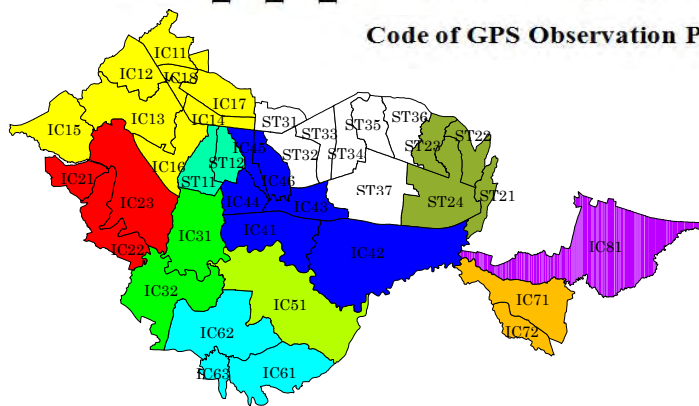 Code of GPS Observation P
IC11
IC12
IC18
IC17
IC13
IC14
IC15
IC16
ST31
ST33
ST35
ST36
ST32
ST34
ST23
ST22
IC45
ST12
ST11
IC46
IC21
IC23
IC44
IC43
ST37
ST24
ST21
IC22
IC31
IC41
IC42
IC81
IC32
IC51
IC71
IC62
IC72
IC63
IC61